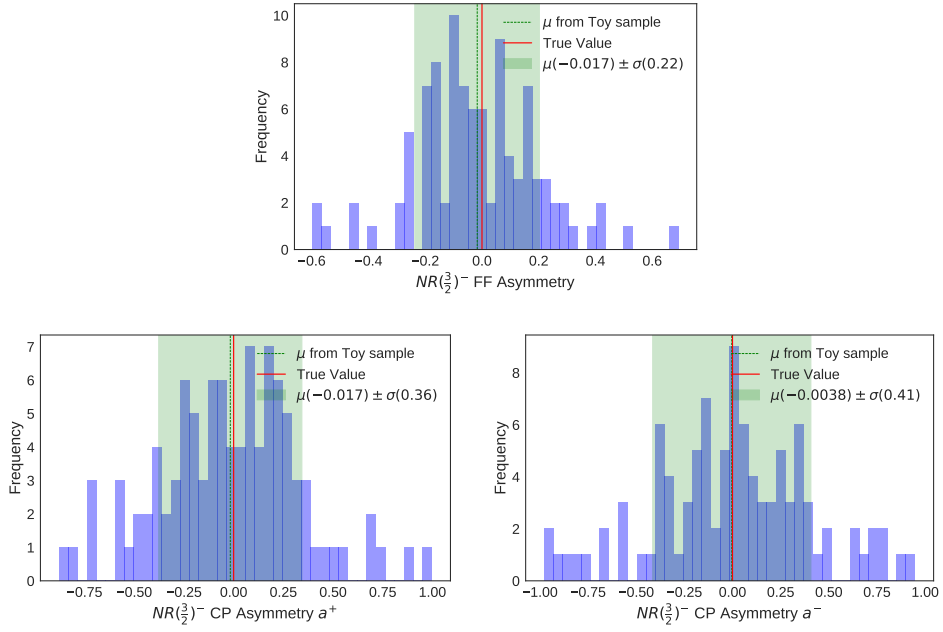 10
8
6
4
2
0
Frequency
μ from Toy sample
True Value
μ(−0.017) ± σ(0.22)
−0.6 −0.4 −0.2 0.0 0.2 0.4 0.6
NR(3/2)⁻ FF Asymmetry
7
6
5
4
3
2
1
0
Frequency
μ from Toy sample
True Value
μ(−0.017) ± σ(0.36)
−0.75 −0.50 −0.25 0.00 0.25 0.50 0.75 1.00
NR(3/2)⁻ CP Asymmetry a⁺
8
6
4
2
0
Frequency
μ from Toy sample
True Value
μ(−0.0038) ± σ(0.41)
−1.00 −0.75 −0.50 −0.25 0.00 0.25 0.50 0.75 1.00
NR(3/2)⁻ CP Asymmetry a⁻